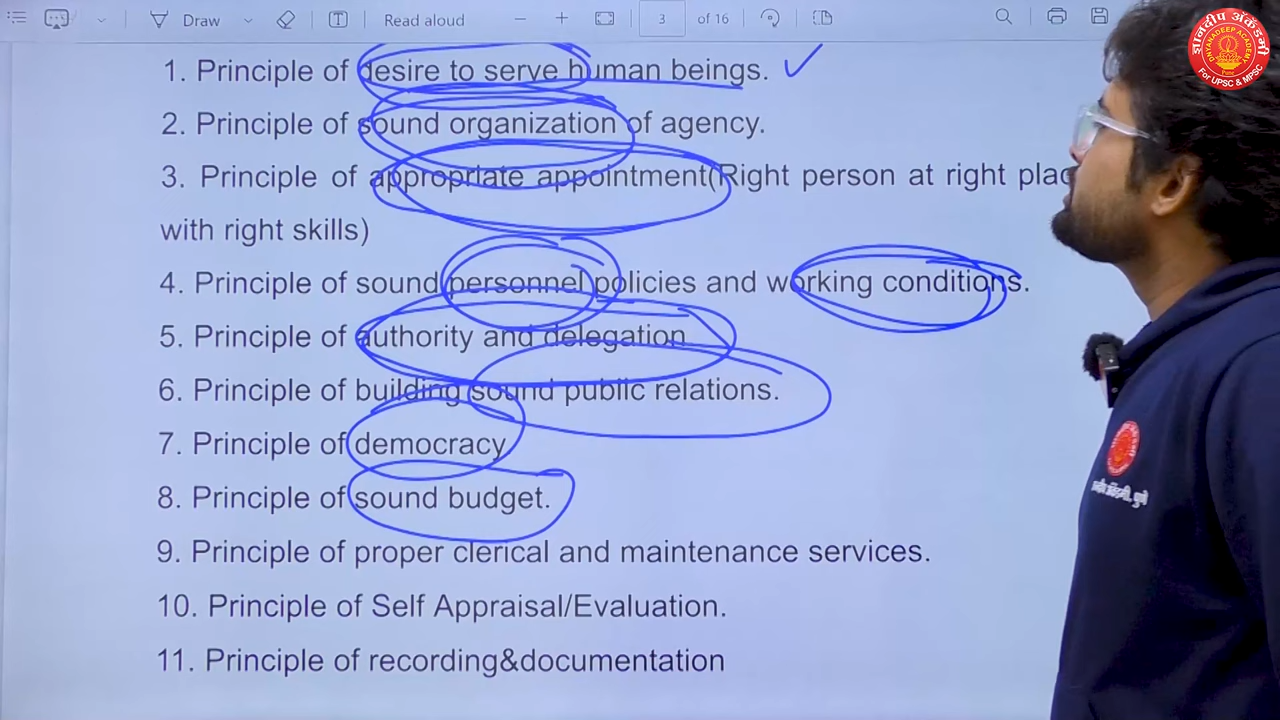 Draw
Read aloud
3 of 16
1. Principle of desire to serve human beings.
2. Principle of sound organization of agency.
3. Principle of appropriate appointment(Right person at right
with right skills)
4. Principle of sound personnel policies and working conditions.
5. Principle of authority and delegation
6. Principle of building sound public relations.
7. Principle of democracy
8. Principle of sound budget.
9. Principle of proper clerical and maintenance services.
10. Principle of Self Appraisal/Evaluation.
11. Principle of recording&documentation
ज्ञानदीप अकॅडमी
DNYANADEEP ACADEMY
Pune
For UPSC & MPSC